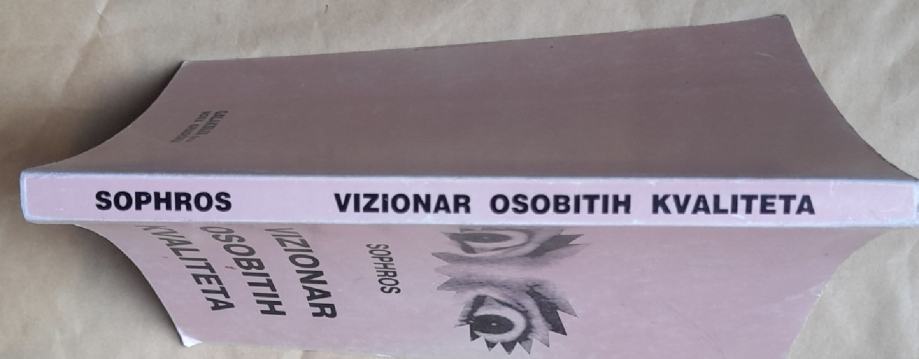 SOPHROS
VIZiONAR OSOBITIH KVALITETA
SOPHROS
VIZIONAR
OSOBITIH
KVALITETA